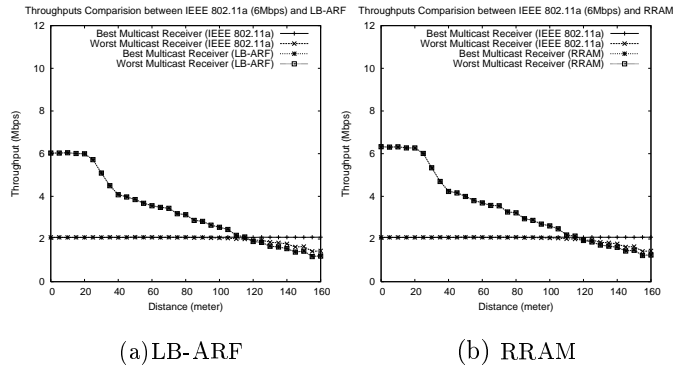 Throughputs Comparision between IEEE 802.11a (6Mbps) and LB-ARF
Best Multicast Receiver (IEEE 802.11a)
Worst Multicast Receiver (IEEE 802.11a)
Best Multicast Receiver (LB-ARF)
Worst Multicast Receiver (LB-ARF)
12
10
8
6
4
2
0
Throughput (Mbps)
0 20 40 60 80 100 120 140 160
Distance (meter)
(a) LB-ARF
Throughputs Comparision between IEEE 802.11a (6Mbps) and RRAM
Best Multicast Receiver (IEEE 802.11a)
Worst Multicast Receiver (IEEE 802.11a)
Best Multicast Receiver (RRAM)
Worst Multicast Receiver (RRAM)
12
10
8
6
4
2
0
Throughput (Mbps)
0 20 40 60 80 100 120 140 160
Distance (meter)
(b) RRAM